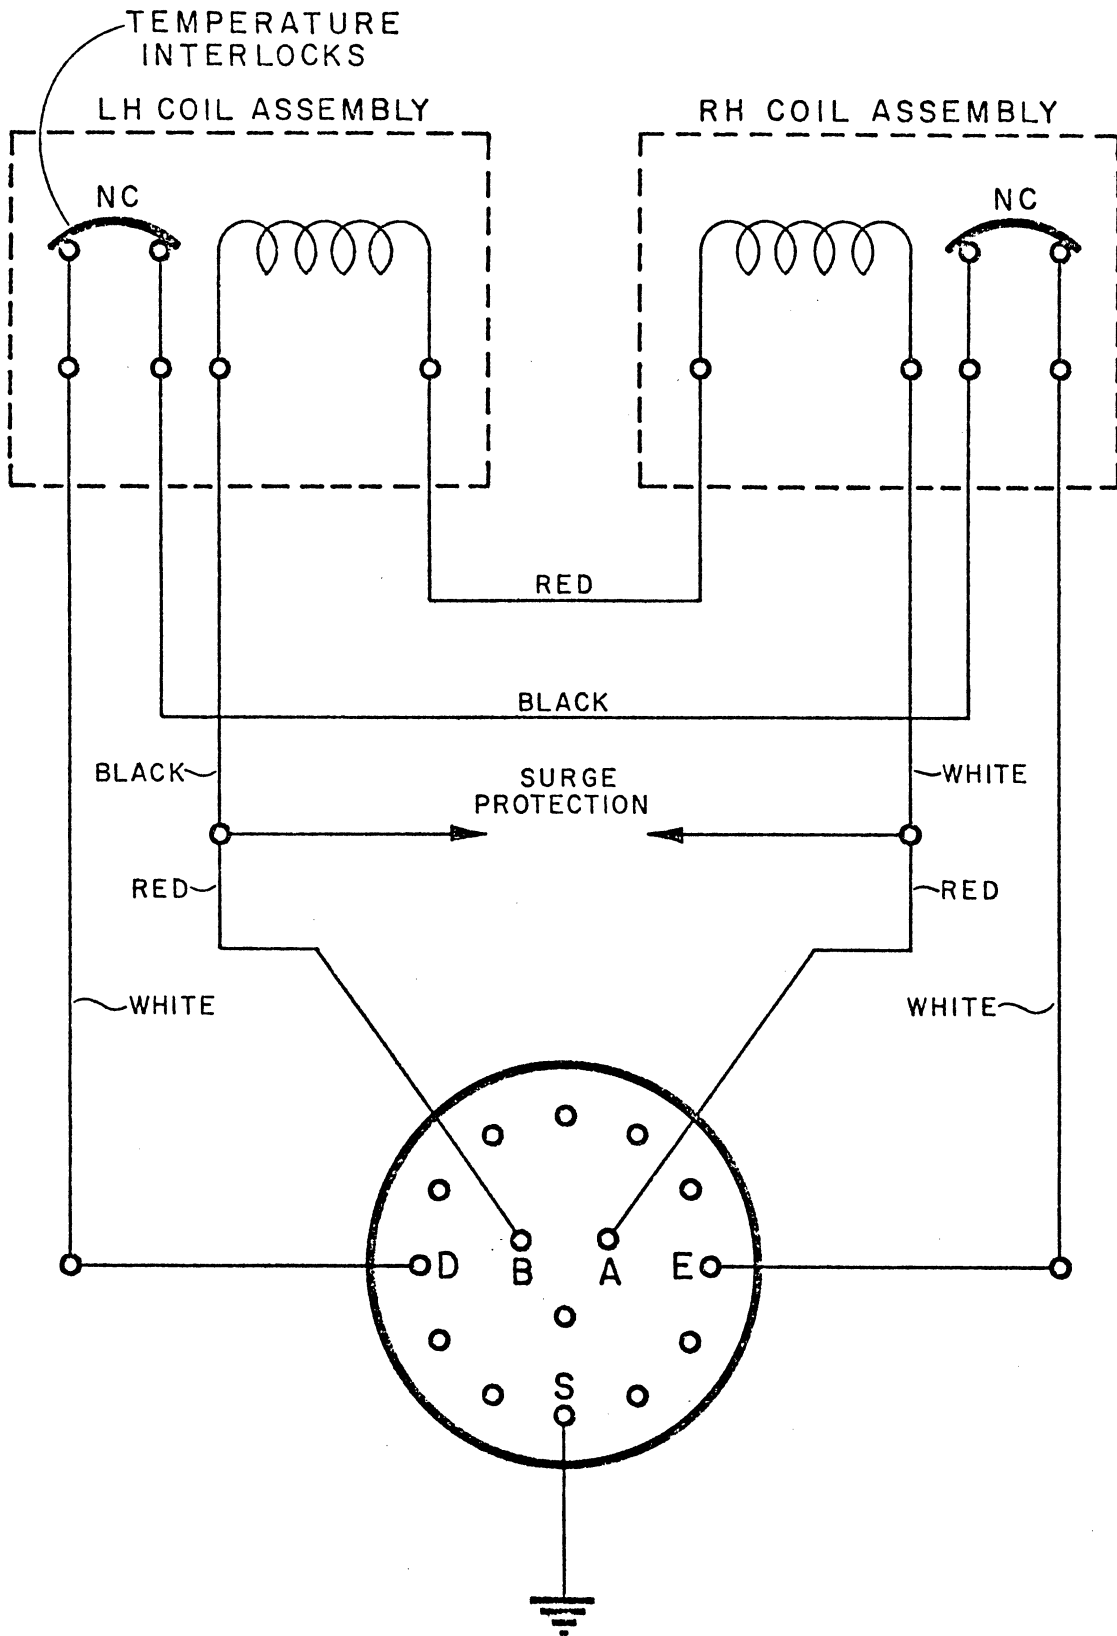 TEMPERATURE
INTERLOCKS
LH COIL ASSEMBLY
RH COIL ASSEMBLY
NC
NC
RED
BLACK
BLACK
SURGE
PROTECTION
WHITE
RED
RED
WHITE
WHITE
D
B
A
E
S